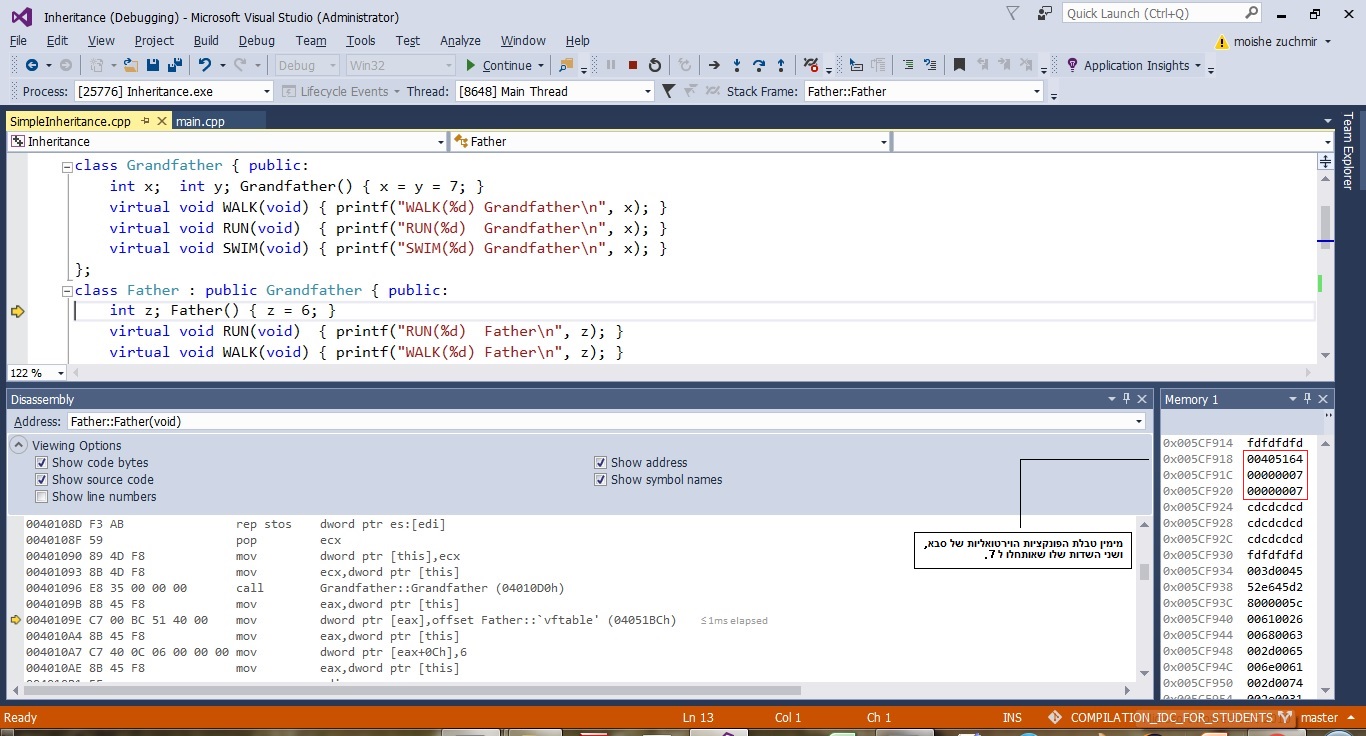 Inheritance (Debugging) - Microsoft Visual Studio (Administrator)
Quick Launch (Ctrl+Q)
File Edit View Project Build Debug Team Tools Test Analyze Window Help
moishe zuchmir
Debug Win32 Continue Application Insights
Process: [25776] Inheritance.exe Lifecycle Events Thread: [8648] Main Thread Stack Frame: Father::Father
SimpleInheritance.cpp main.cpp
Team Explorer
Inheritance Father
class Grandfather { public:
int x;  int y; Grandfather() { x = y = 7; }
virtual void WALK(void) { printf("WALK(%d) Grandfather\n", x); }
virtual void RUN(void)  { printf("RUN(%d)  Grandfather\n", x); }
virtual void SWIM(void) { printf("SWIM(%d) Grandfather\n", x); }
};
class Father : public Grandfather { public:
int z; Father() { z = 6; }
virtual void RUN(void)  { printf("RUN(%d)  Father\n", z); }
virtual void WALK(void) { printf("WALK(%d) Father\n", z); }
122 %
Disassembly
Address: Father::Father(void)
Viewing Options
Show code bytes
Show source code
Show line numbers
Show address
Show symbol names
0040108D F3 AB rep stos dword ptr es:[edi]
0040108F 59 pop ecx
00401090 89 4D F8 mov dword ptr [this],ecx
00401093 8B 4D F8 mov ecx,dword ptr [this]
00401096 E8 35 00 00 00 call Grandfather::Grandfather (04010D0h)
0040109B 8B 45 F8 mov eax,dword ptr [this]
0040109E C7 00 BC 51 40 00 mov dword ptr [eax],offset Father::`vftable' (04051BCh) ≤1ms elapsed
004010A4 8B 45 F8 mov eax,dword ptr [this]
004010A7 C7 40 0C 06 00 00 00 mov dword ptr [eax+0Ch],6
004010AE 8B 45 F8 mov eax,dword ptr [this]
מימין טבלת הפונקציות הוירטואליות של סבא,
ושני השדות שלו שאותחלו ל 7.
Memory 1
0x005CF914 fdfdfdfd
0x005CF918 00405164
0x005CF91C 00000007
0x005CF920 00000007
0x005CF924 cdcdcdcd
0x005CF928 cdcdcdcd
0x005CF92C cdcdcdcd
0x005CF930 fdfdfdfd
0x005CF934 003d0045
0x005CF938 52e645d2
0x005CF93C 8000005c
0x005CF940 00610026
0x005CF944 00680063
0x005CF948 002d0065
0x005CF94C 006e0061
0x005CF950 002d0074
Ready Ln 13 Col 1 Ch 1 INS COMPILATION_IDC_FOR_STUDENTS master